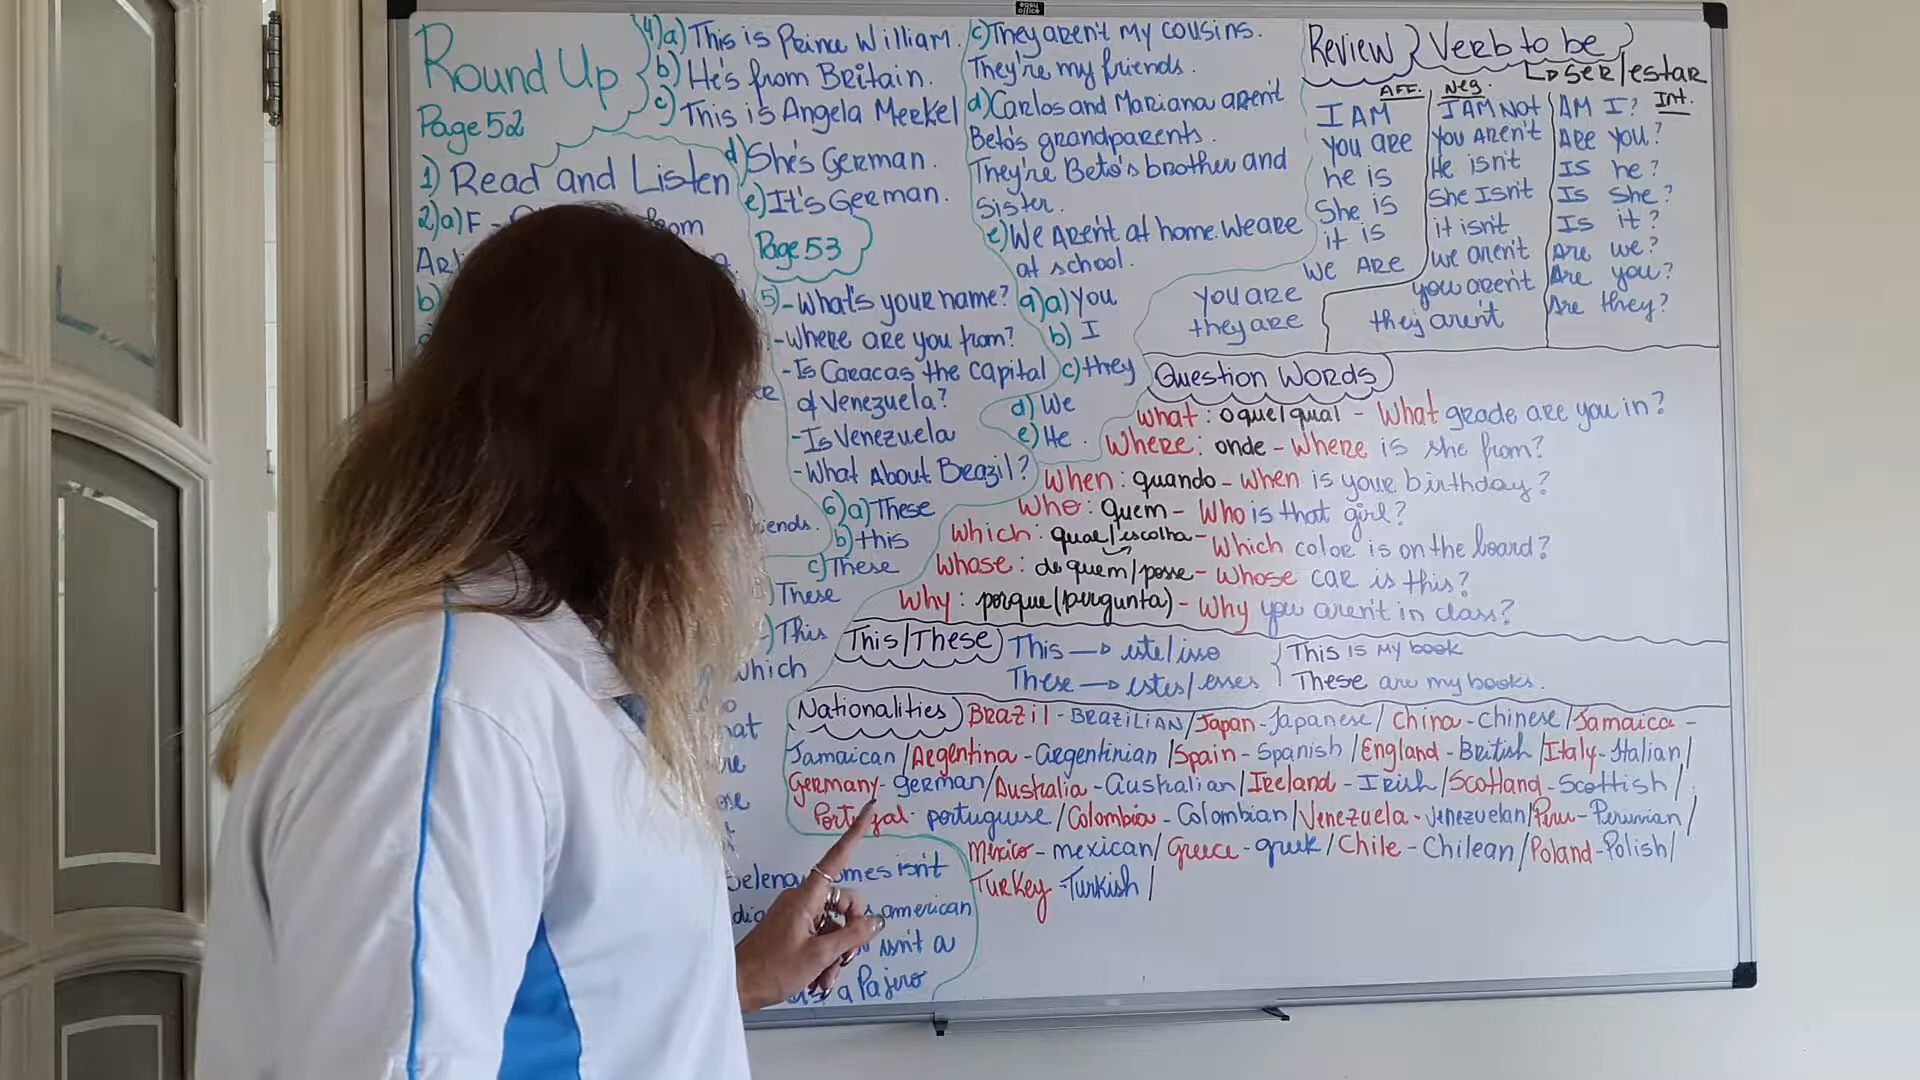 easy office
Round Up
Page 52
1) Read and Listen
2)a) F -
from
b)
4)a) This is Prince William.
b) He's from Britain.
c) This is Angela Merkel
d) She's German.
e) It's German.
Page 53
5) - What's your name?
- Where are you from?
- Is Caracas the capital
of Venezuela?
- Is Venezuela
- What About Brazil?
6) a) These
b) this
c) These
) These
) This
which
friends.
isn't
american
isn't a
a Pajero
c) They aren't my cousins.
They're my friends.
d) Carlos and Mariana aren't
Beto's grandparents.
They're Beto's brother and
sister.
e) We Aren't at home. We are
at school.
9) a) you
b) I
c) they
d) We
e) He.
Review Verb to be
ser/estar
Aff. Neg. Int.
I AM I AM NOT AM I?
you are you aren't Are you?
he is He isn't Is he?
She is She Isn't Is She?
it is it isn't Is it?
We Are we aren't Are we?
you are you aren't Are you?
they are they aren't Are they?
Question Words
What: o que/qual - What grade are you in?
Where: onde - Where is she from?
When: quando - When is your birthday?
Who: Quem - Who is that girl?
Which: qual/escolha - Which color is on the board?
Whose: de quem/posse - Whose car is this?
Why: porque (pergunta) - Why you aren't in class?
This/These This → este/isso This is my book
These → estes/esses These are my books.
Nationalities Brazil - Brazilian / Japan - Japanese / China - Chinese / Jamaica -
Jamaican / Argentina - argentinian / Spain - Spanish / England - British / Italy - Italian /
Germany - german / Australia - Australian / Ireland - Irish / Scotland - Scottish /
Portugal - portuguese / Colombia - Colombian / Venezuela - Venezuelan / Peru - Peruvian /
México - mexican / Greece - greek / Chile - Chilean / Poland - Polish /
Turkey - Turkish /